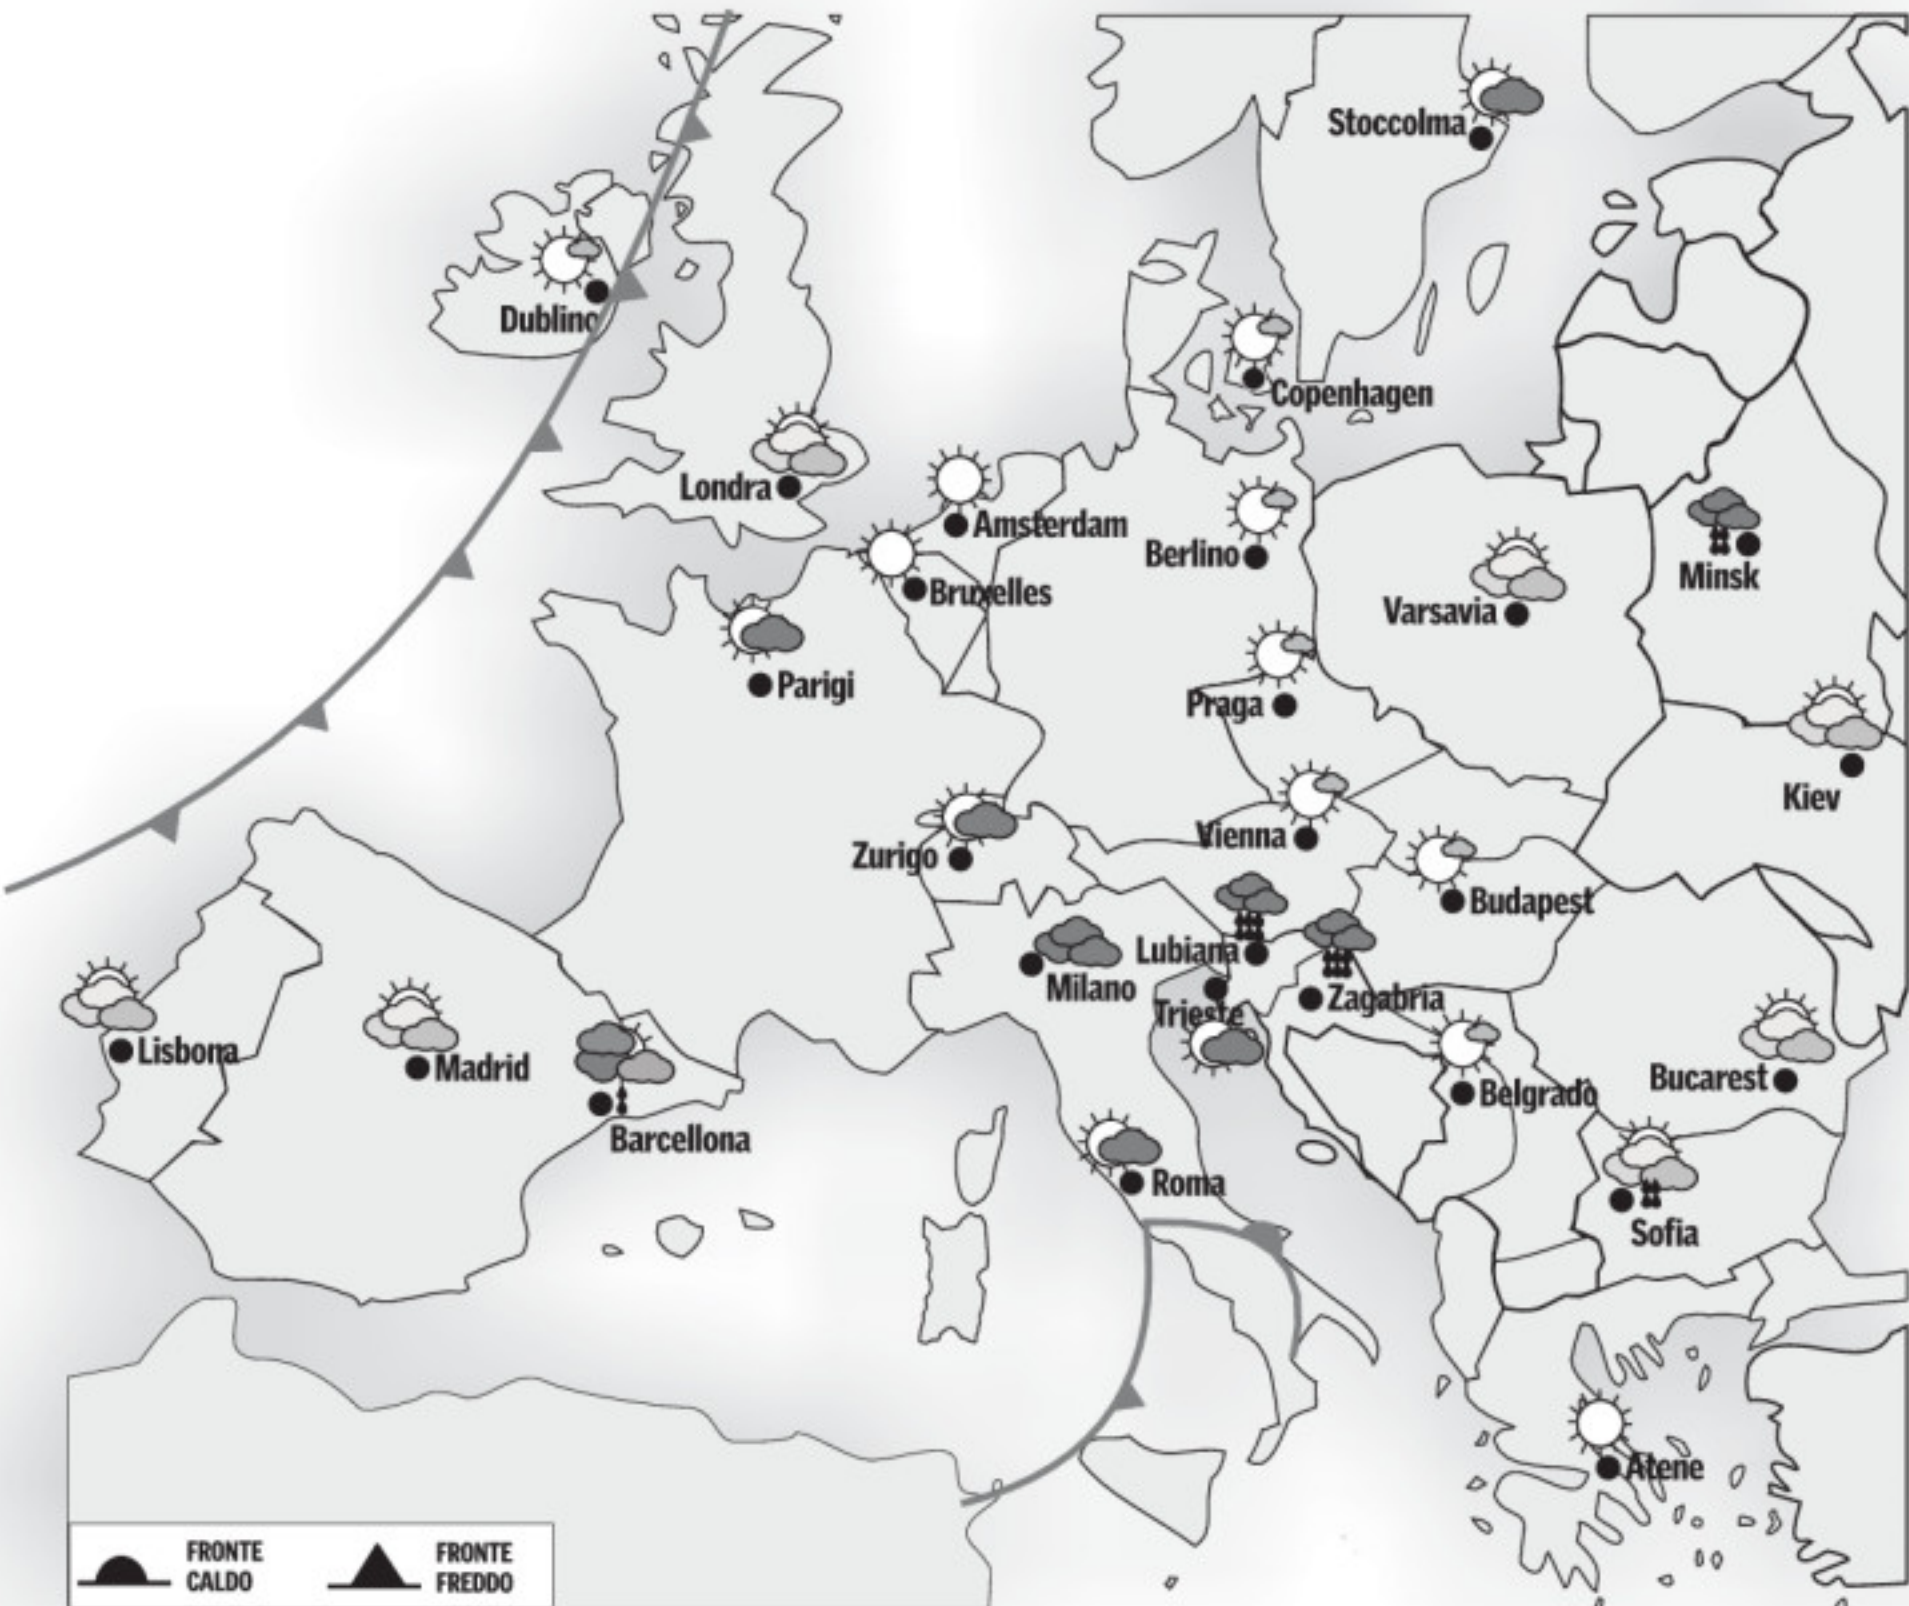 Stoccolma
Dublino
Copenhagen
Londra
Amsterdam
Berlino
Minsk
Bruxelles
Varsavia
Parigi
Praga
Kiev
Vienna
Zurigo
Budapest
Lubiana
Milano
Zagabria
Trieste
Lisbona
Madrid
Bucarest
Belgrado
Barcellona
Roma
Sofia
Atene
FRONTE
CALDO
FRONTE
FREDDO